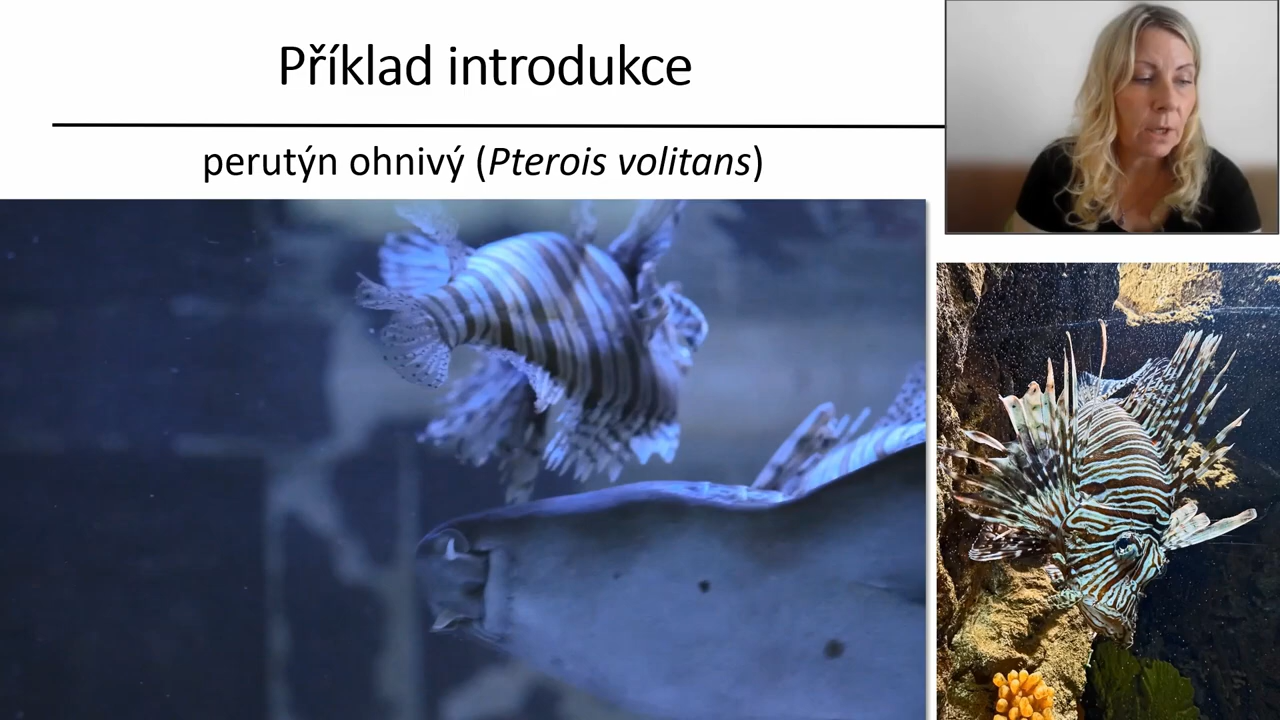 Příklad introdukce
perutýn ohnivý (Pterois volitans)